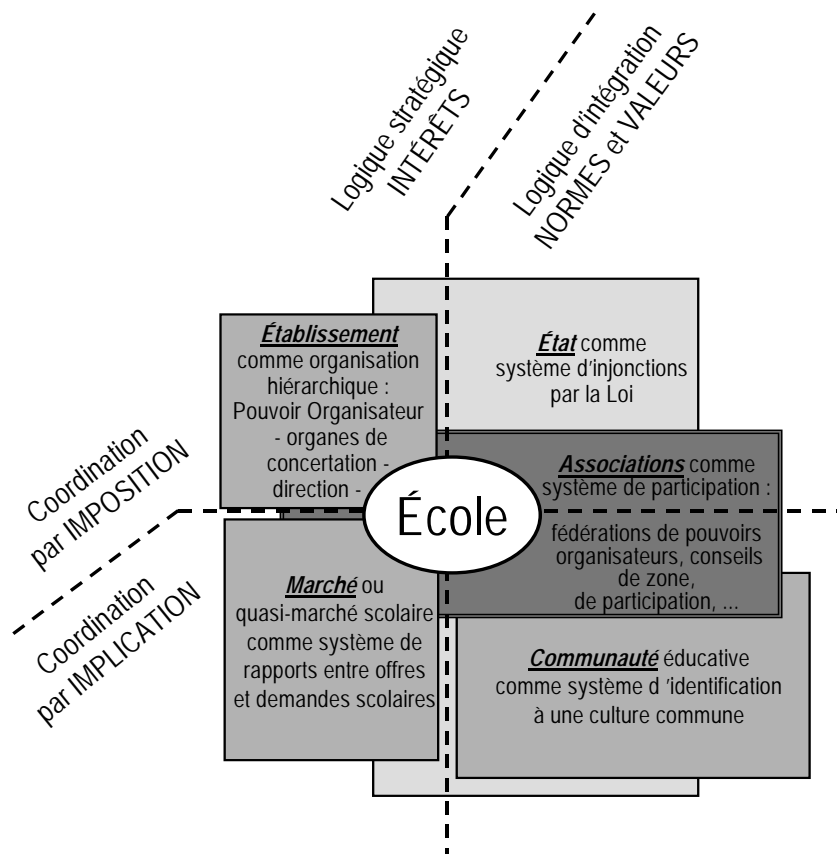 Logique stratégique
INTÉRÊTS
Logique d'intégration
NORMES et VALEURS
Établissement
comme organisation
hiérarchique :
Pouvoir Organisateur
- organes de
concertation -
direction -
État comme
système d'injonctions
par la Loi
Coordination
par IMPOSITION
Associations comme
système de participation :
fédérations de pouvoirs
organisateurs, conseils
de zone,
de participation, ...
École
Coordination
par IMPLICATION
Marché ou
quasi-marché scolaire
comme système de
rapports entre offres
et demandes scolaires
Communauté éducative
comme système d 'identification
à une culture commune